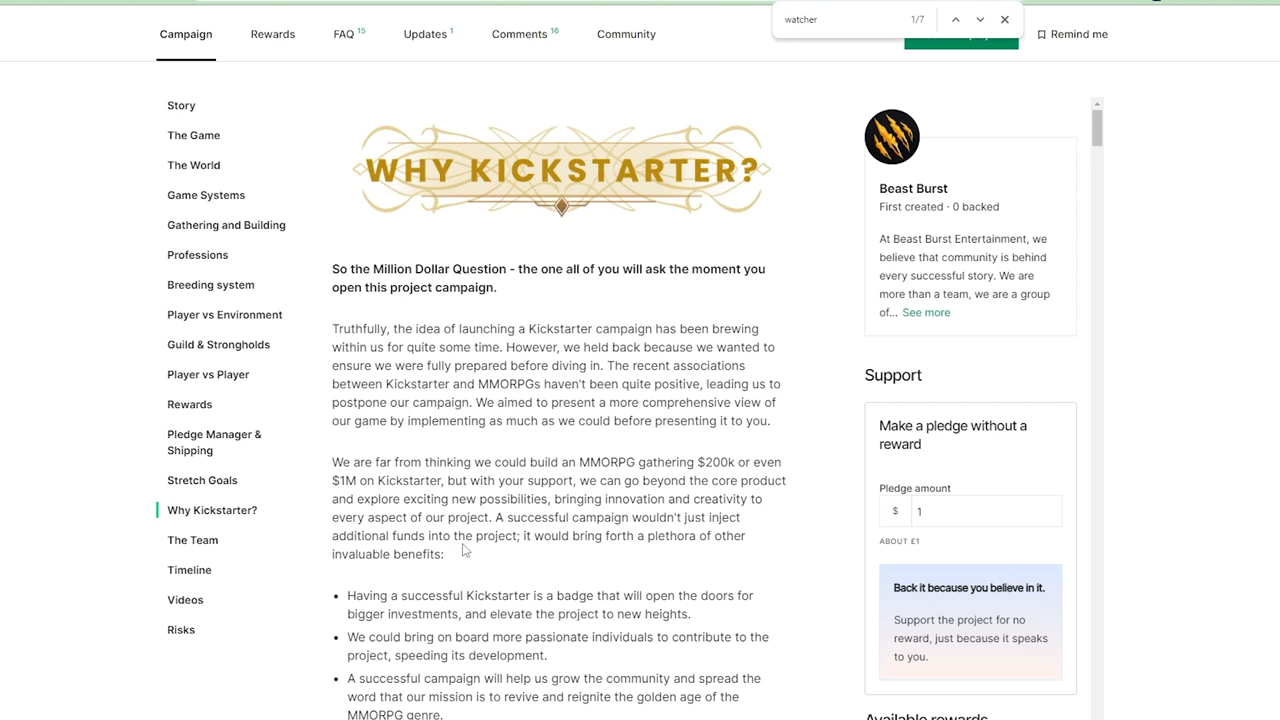 watcher 1/7
Campaign Rewards FAQ 15 Updates 1 Comments 16 Community Remind me
Story
The Game
The World
Game Systems
Gathering and Building
Professions
Breeding system
Player vs Environment
Guild & Strongholds
Player vs Player
Rewards
Pledge Manager &
Shipping
Stretch Goals
Why Kickstarter?
The Team
Timeline
Videos
Risks
WHY KICKSTARTER?
So the Million Dollar Question - the one all of you will ask the moment you
open this project campaign.
Truthfully, the idea of launching a Kickstarter campaign has been brewing
within us for quite some time. However, we held back because we wanted to
ensure we were fully prepared before diving in. The recent associations
between Kickstarter and MMORPGs haven't been quite positive, leading us to
postpone our campaign. We aimed to present a more comprehensive view of
our game by implementing as much as we could before presenting it to you.
We are far from thinking we could build an MMORPG gathering $200k or even
$1M on Kickstarter, but with your support, we can go beyond the core product
and explore exciting new possibilities, bringing innovation and creativity to
every aspect of our project. A successful campaign wouldn't just inject
additional funds into the project; it would bring forth a plethora of other
invaluable benefits:
• Having a successful Kickstarter is a badge that will open the doors for
bigger investments, and elevate the project to new heights.
• We could bring on board more passionate individuals to contribute to the
project, speeding its development.
• A successful campaign will help us grow the community and spread the
word that our mission is to revive and reignite the golden age of the
MMORPG genre.
Beast Burst
First created · 0 backed
At Beast Burst Entertainment, we
believe that community is behind
every successful story. We are
more than a team, we are a group
of... See more
Support
Make a pledge without a
reward
Pledge amount
$ 1
ABOUT £1
Back it because you believe in it.
Support the project for no
reward, just because it speaks
to you.
Available rewards